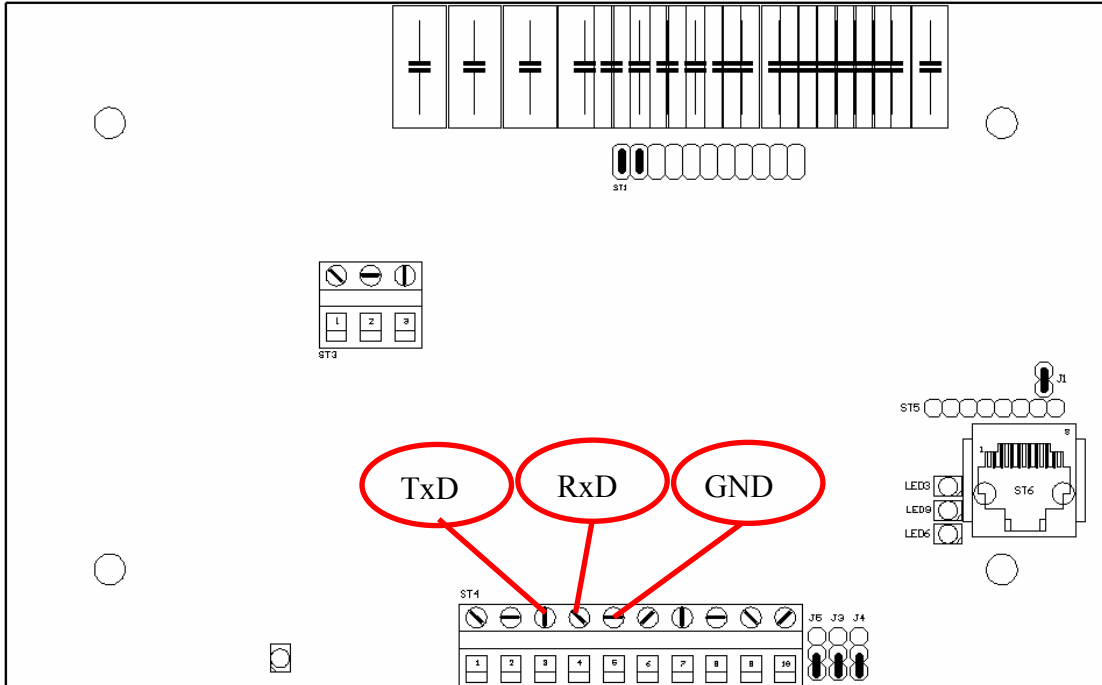 ST1
1 2 3
ST3
J1
ST5
8
1
ST6
TxD RxD GND
LED3
LED9
LED6
ST4
J5 J3 J4
1 2 3 4 5 6 7 8 9 10